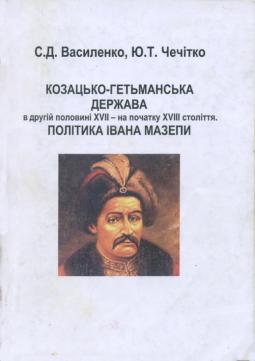 С.Д. Василенко, Ю.Т. Чечітко
КОЗАЦЬКО-ГЕТЬМАНСЬКА
ДЕРЖАВА
в другій половині XVII – на початку XVIII століття.
ПОЛІТИКА ІВАНА МАЗЕПИ